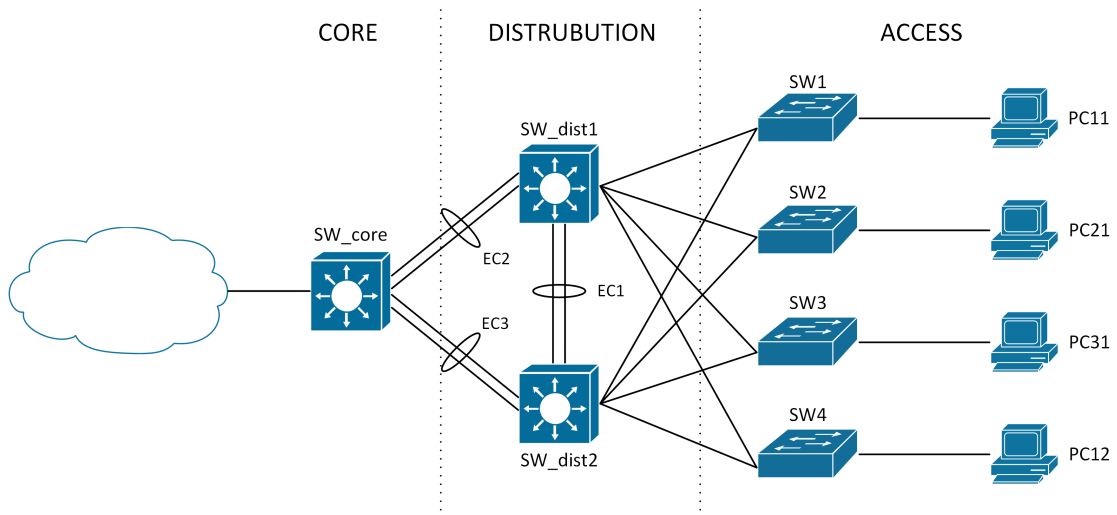 CORE
DISTRUBUTION
ACCESS
SW1
PC11
SW_dist1
SW2
PC21
SW_core
EC2
EC1
SW3
EC3
PC31
SW4
PC12
SW_dist2